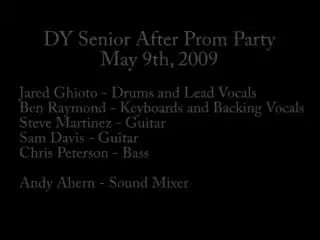 DY Senior After Prom Party
May 9th, 2009
Jared Ghioto - Drums and Lead Vocals
Ben Raymond - Keyboards and Backing Vocals
Steve Martinez - Guitar
Sam Davis - Guitar
Chris Peterson - Bass
Andy Ahern - Sound Mixer